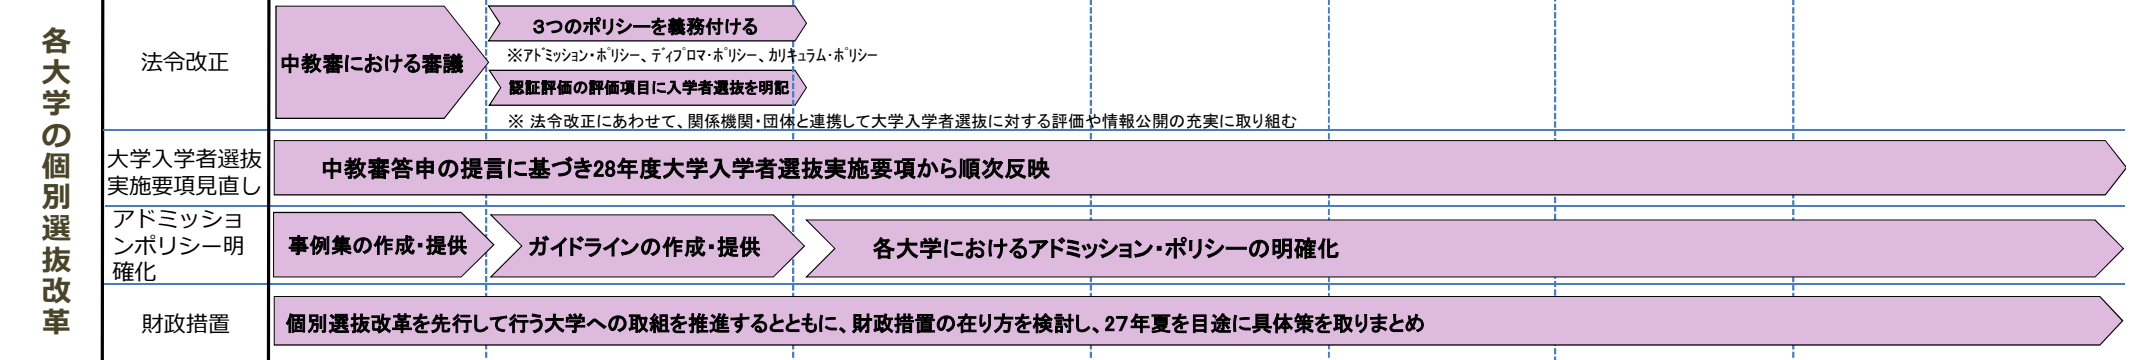 各大学の個別選抜改革
法令改正
中教審における審議
３つのポリシーを義務付ける
※ｱﾄﾞﾐｯｼｮﾝ・ﾎﾟﾘｼｰ、ﾃﾞｨﾌﾟﾛﾏ・ﾎﾟﾘｼｰ、ｶﾘｷｭﾗﾑ・ﾎﾟﾘｼｰ
認証評価の評価項目に入学者選抜を明記
※ 法令改正にあわせて、関係機関・団体と連携して大学入学者選抜に対する評価や情報公開の充実に取り組む
大学入学者選抜
実施要項見直し
中教審答申の提言に基づき28年度大学入学者選抜実施要項から順次反映
アドミッショ
ンポリシー明
確化
事例集の作成・提供
ガイドラインの作成・提供
各大学におけるアドミッション・ポリシーの明確化
財政措置
個別選抜改革を先行して行う大学への取組を推進するとともに、財政措置の在り方を検討し、27年夏を目途に具体策を取りまとめ